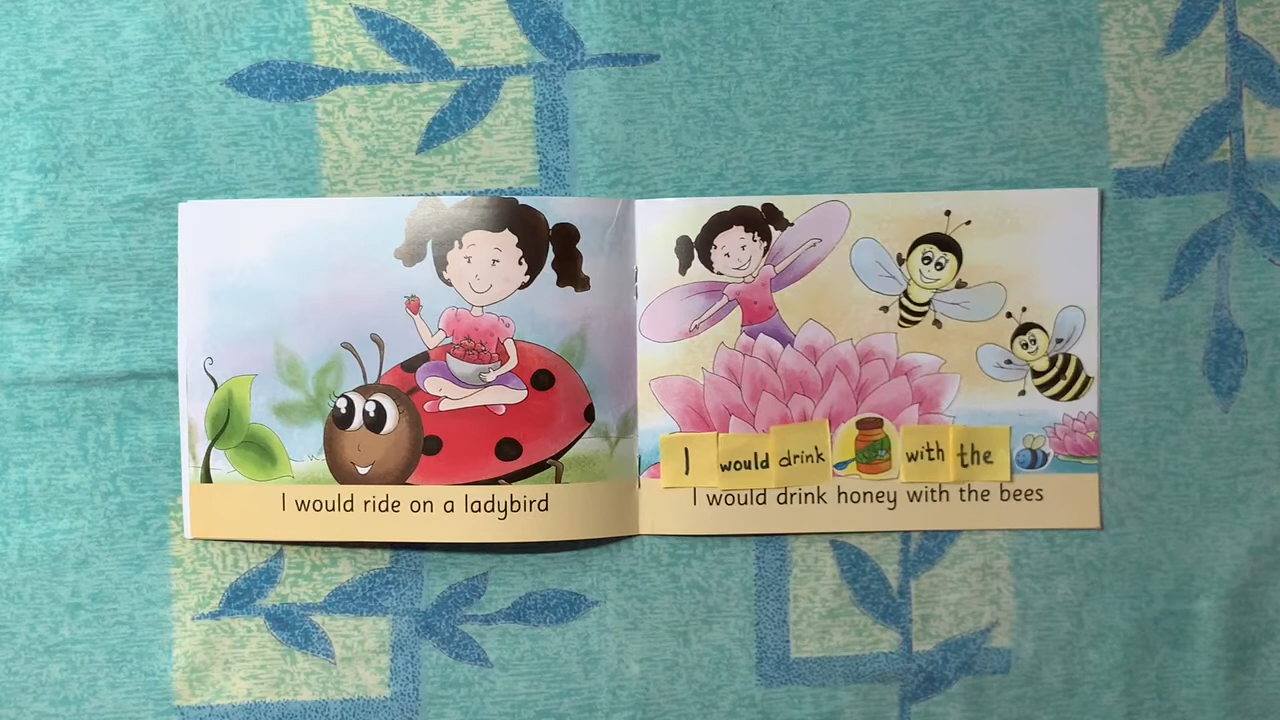 I would ride on a ladybird
I would drink with the
I would drink honey with the bees